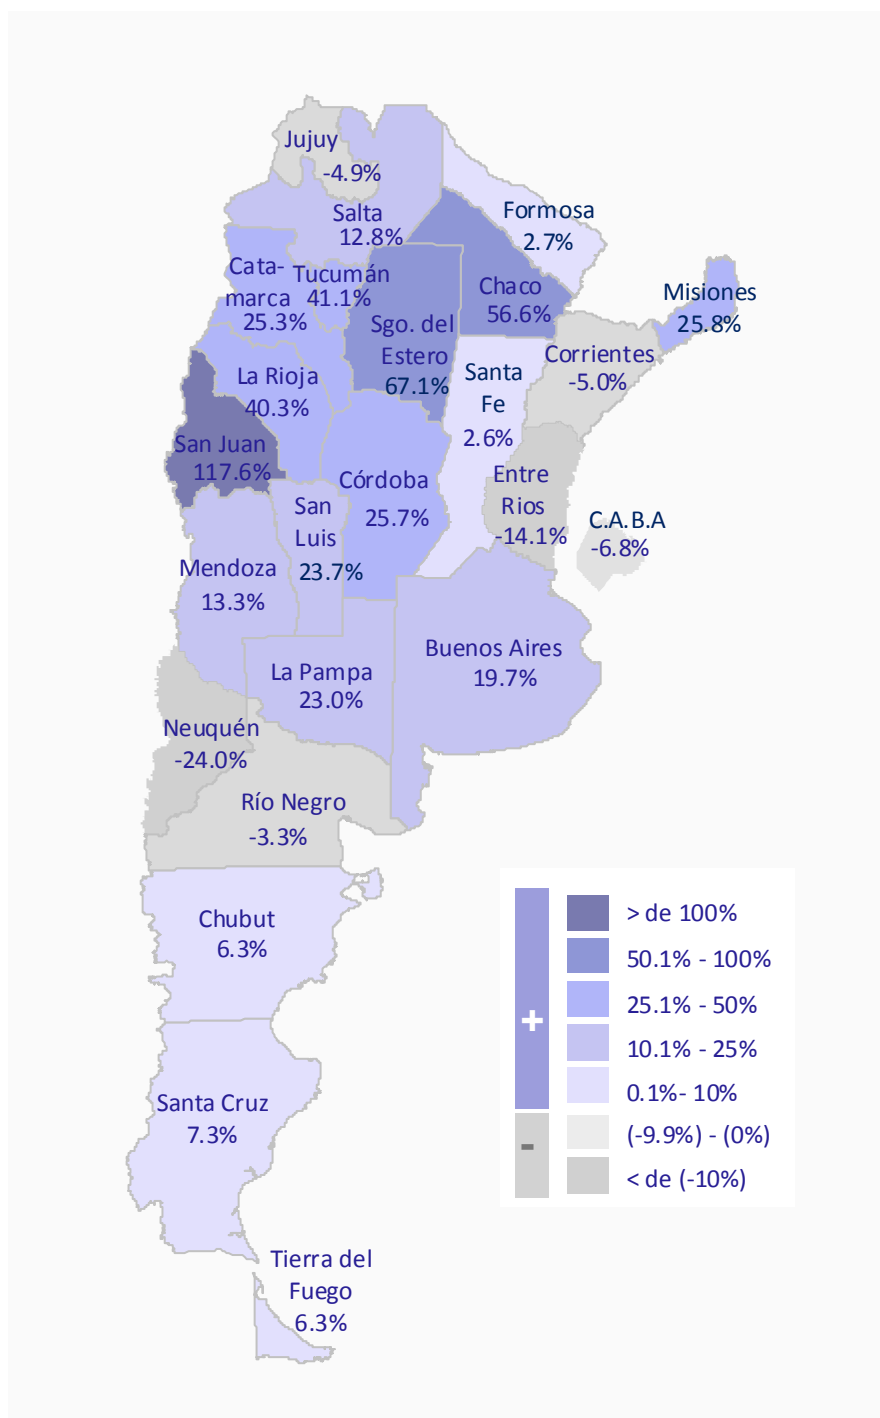 Jujuy
-4.9%
Salta
12.8%
Formosa
2.7%
Cata-
marca
25.3%
Tucumán
41.1%
Chaco
56.6%
Misiones
25.8%
Sgo. del
Estero
67.1%
Corrientes
-5.0%
La Rioja
40.3%
Santa
Fe
2.6%
San Juan
117.6%
Córdoba
25.7%
Entre
Rios
-14.1%
San
Luis
23.7%
C.A.B.A
-6.8%
Mendoza
13.3%
Buenos Aires
19.7%
La Pampa
23.0%
Neuquén
-24.0%
Río Negro
-3.3%
Chubut
6.3%
Santa Cruz
7.3%
Tierra del
Fuego
6.3%
+
> de 100%
50.1% - 100%
25.1% - 50%
10.1% - 25%
0.1%- 10%
-
(-9.9%) - (0%)
< de (-10%)